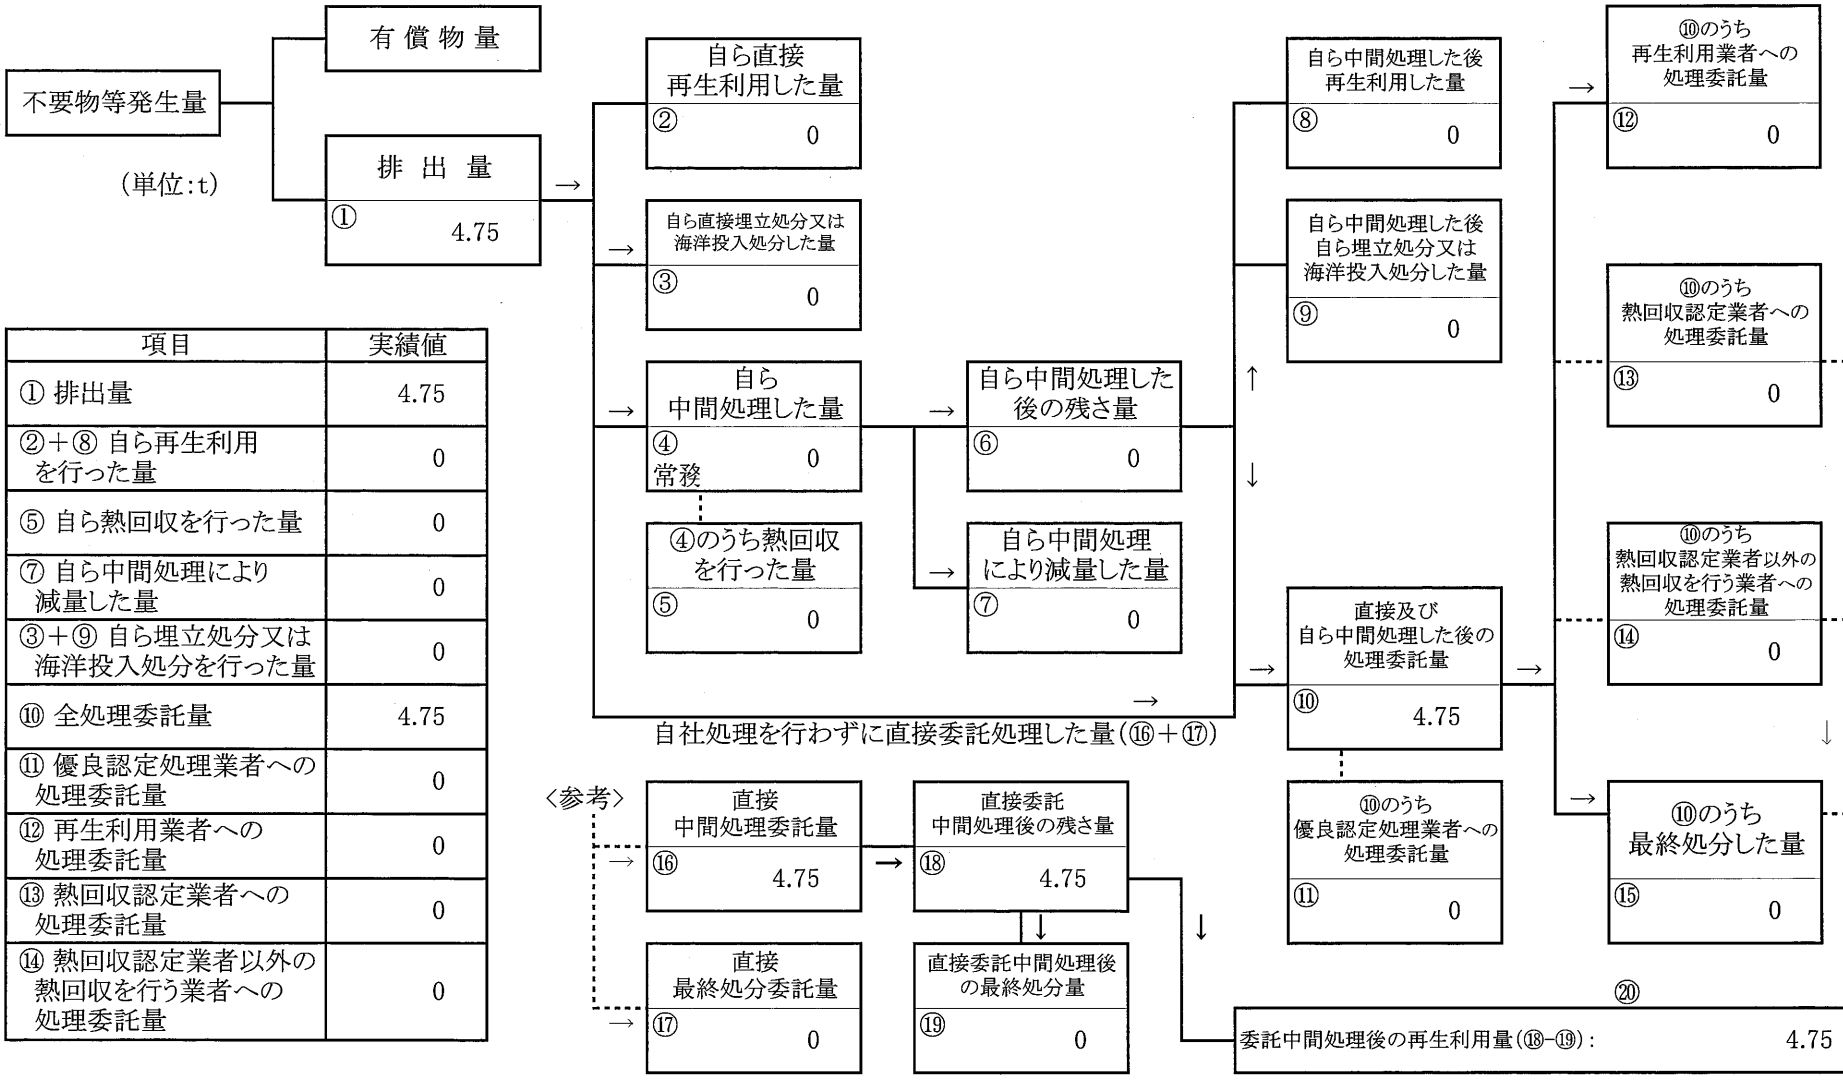 不要物等発生量
(単位:t)
有 償 物 量
排 出 量
①
4.75
→
自ら直接
再生利用した量
②
0
→
自ら直接埋立処分又は
海洋投入処分した量
③
0
→
自ら
中間処理した量
④
0
常務
④のうち熱回収
を行った量
⑤
0
→
自ら中間処理した
後の残さ量
⑥
0
→
自ら中間処理
により減量した量
⑦
0
↑
↓
自ら中間処理した後
再生利用した量
⑧
0
自ら中間処理した後
自ら埋立処分又は
海洋投入処分した量
⑨
0
→
自社処理を行わずに直接委託処理した量(⑯+⑰)
→
直接及び
自ら中間処理した後の
処理委託量
⑩
4.75
→
⑩のうち
優良認定処理業者への
処理委託量
⑪
0
→
⑩のうち
再生利用業者への
処理委託量
⑫
0
⑩のうち
熱回収認定業者への
処理委託量
⑬
0
⑩のうち
熱回収認定業者以外の
熱回収を行う業者への
処理委託量
⑭
0
↓
→
⑩のうち
最終処分した量
⑮
0
項目 実績値
① 排出量 4.75
②+⑧ 自ら再生利用
を行った量 0
⑤ 自ら熱回収を行った量 0
⑦ 自ら中間処理により
減量した量 0
③+⑨ 自ら埋立処分又は
海洋投入処分を行った量 0
⑩ 全処理委託量 4.75
⑪ 優良認定処理業者への
処理委託量 0
⑫ 再生利用業者への
処理委託量 0
⑬ 熱回収認定業者への
処理委託量 0
⑭ 熱回収認定業者以外の
熱回収を行う業者への
処理委託量 0
〈参考〉
→
直接
中間処理委託量
⑯
4.75
→
直接委託
中間処理後の残さ量
⑱
4.75
↓
↓
→
直接
最終処分委託量
⑰
0
直接委託中間処理後
の最終処分量
⑲
0
⑳
委託中間処理後の再生利用量(⑱-⑲): 4.75